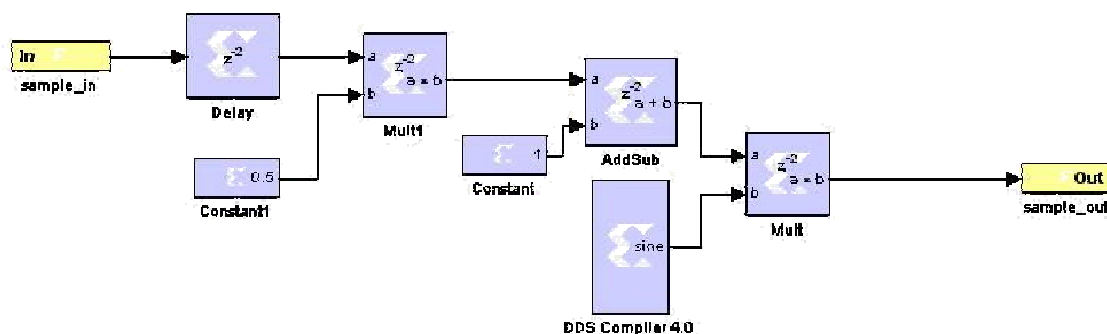 In
sample_in
z-2
Delay
a
b
z-2
a * b
Mult1
0.5
Constant1
1
Constant
a
b
z-2
a + b
AddSub
sine
DDS Compiler 4.0
a
b
z-2
a * b
Mult
Out
sample_out